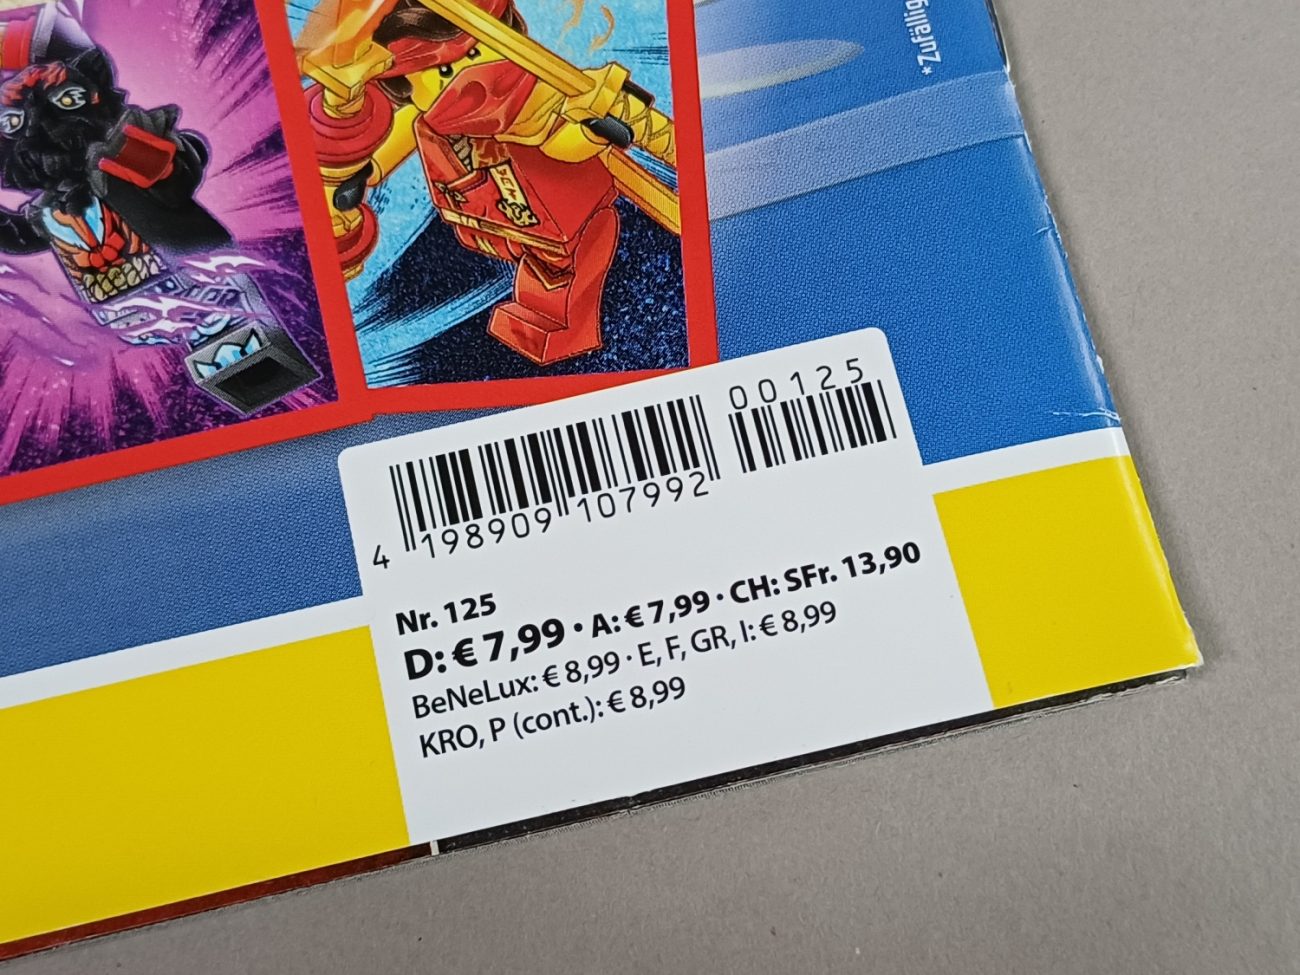 *Zufällig
00125
4 198909 107992
Nr. 125
D: € 7,99 · A: € 7,99 · CH: SFr. 13,90
BeNeLux: € 8,99 · E, F, GR, I: € 8,99
KRO, P (cont.): € 8,99